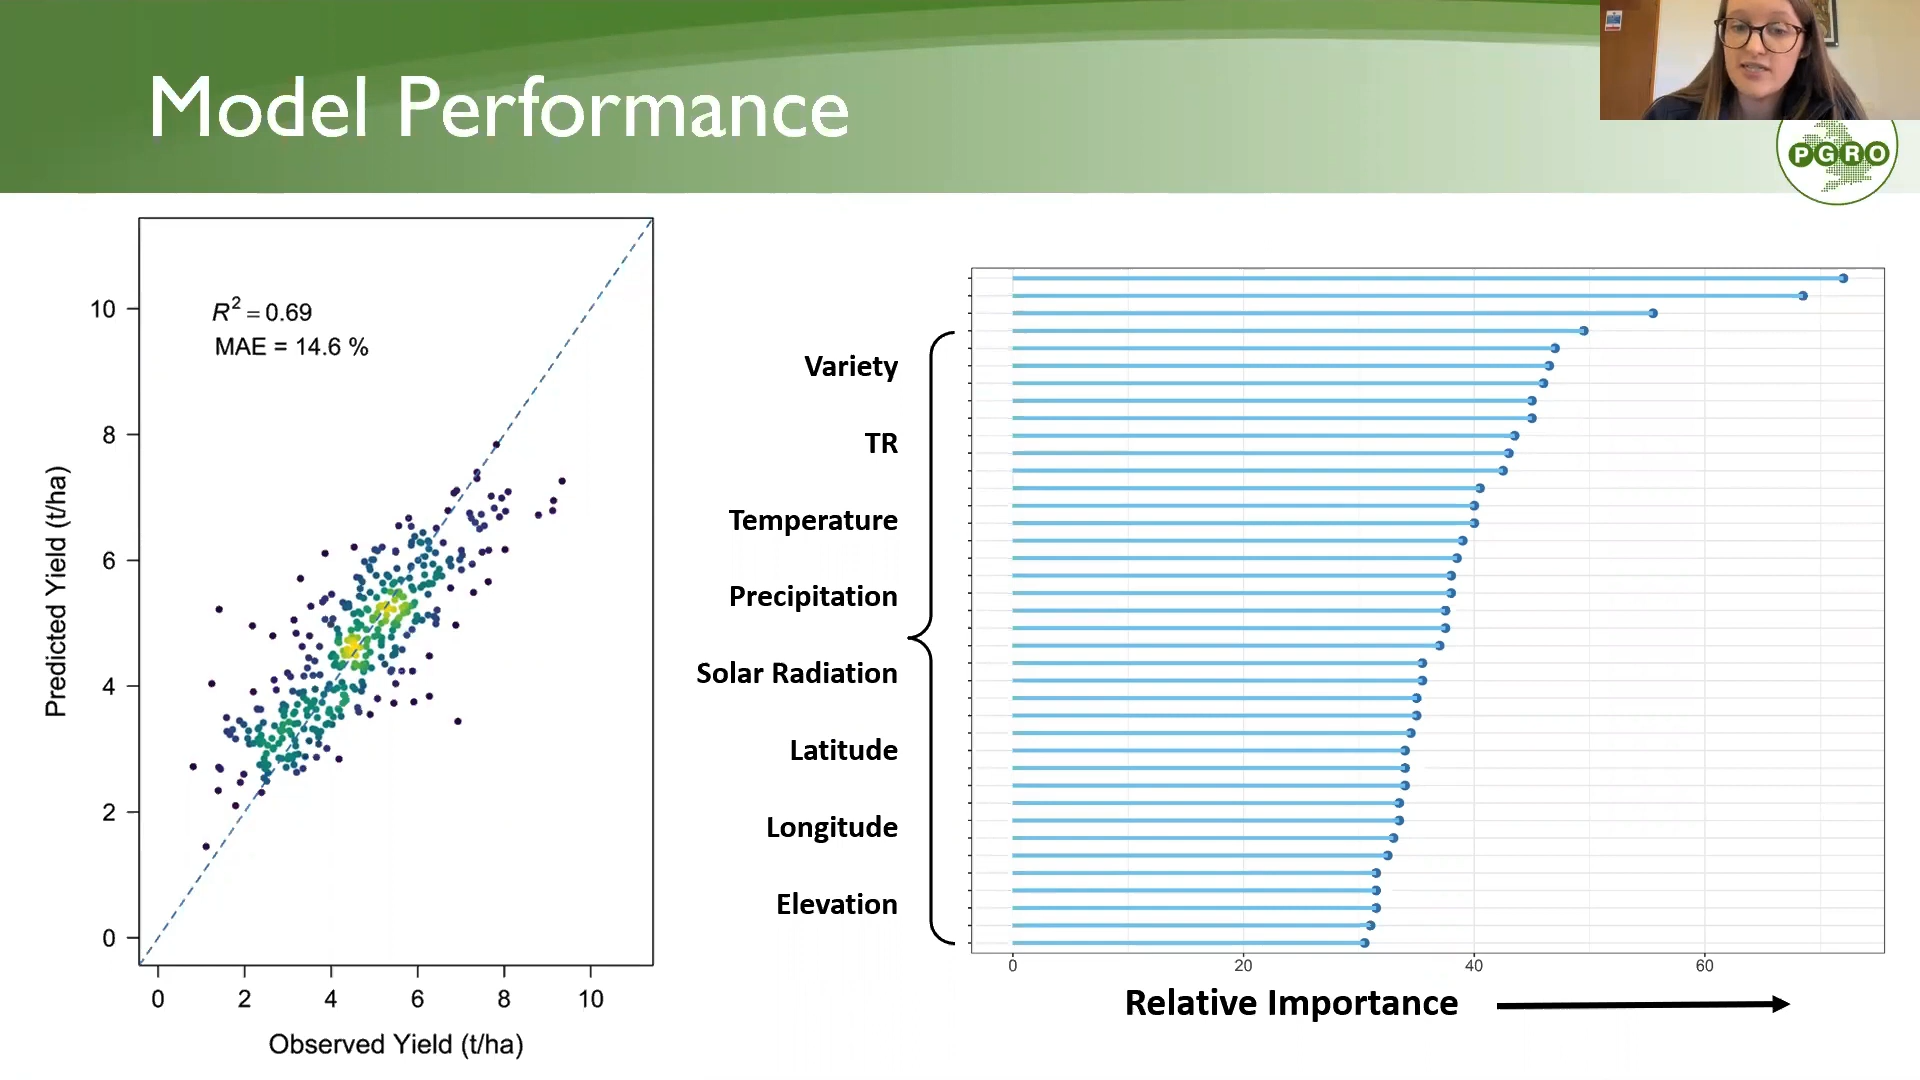 Model Performance
PGRO
R² = 0.69
MAE = 14.6 %
10
8
6
4
2
0
Predicted Yield (t/ha)
0 2 4 6 8 10
Observed Yield (t/ha)
Variety
TR
Temperature
Precipitation
Solar Radiation
Latitude
Longitude
Elevation
0 20 40 60
Relative Importance